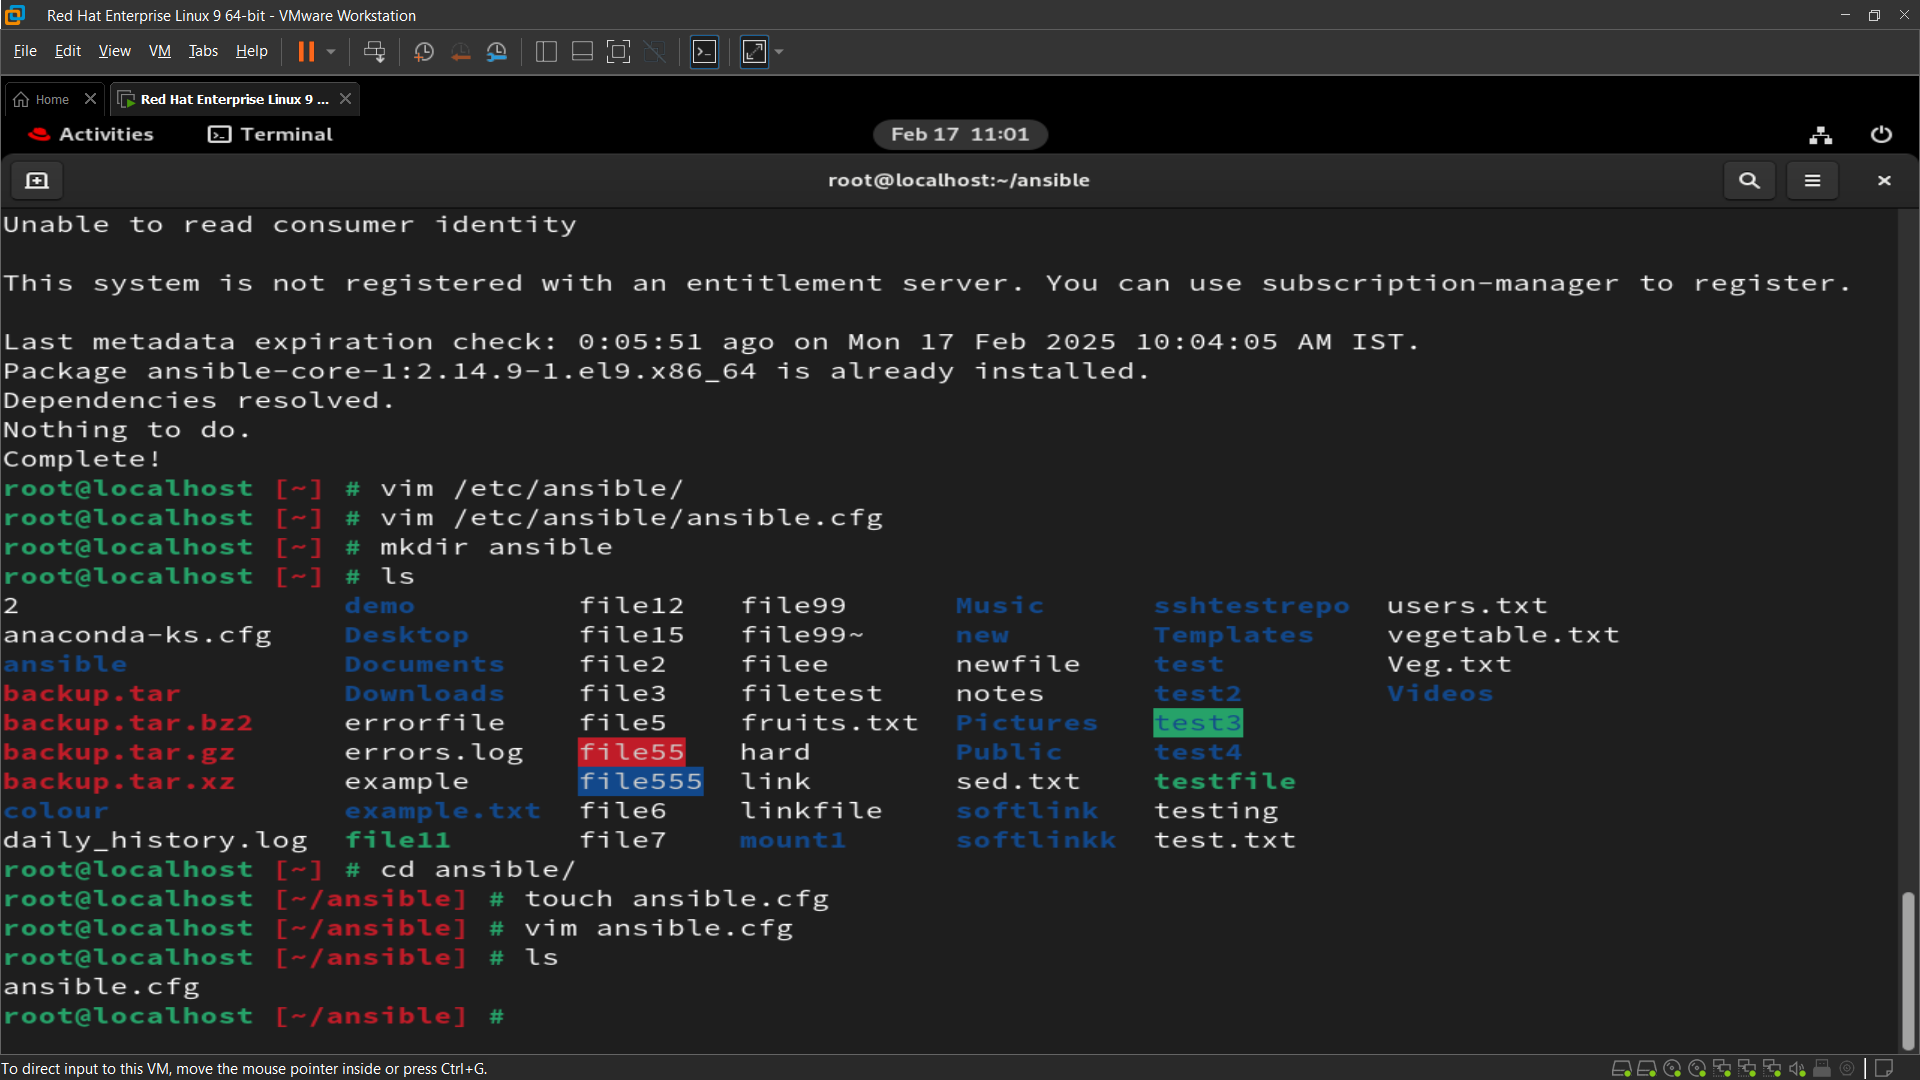 Red Hat Enterprise Linux 9 64-bit - VMware Workstation
File Edit View VM Tabs Help
Home Red Hat Enterprise Linux 9 ...
Activities Terminal Feb 17 11:01
root@localhost:~/ansible
Unable to read consumer identity
This system is not registered with an entitlement server. You can use subscription-manager to register.
Last metadata expiration check: 0:05:51 ago on Mon 17 Feb 2025 10:04:05 AM IST.
Package ansible-core-1:2.14.9-1.el9.x86_64 is already installed.
Dependencies resolved.
Nothing to do.
Complete!
root@localhost [~] # vim /etc/ansible/
root@localhost [~] # vim /etc/ansible/ansible.cfg
root@localhost [~] # mkdir ansible
root@localhost [~] # ls
2 demo file12 file99 Music sshtestrepo users.txt
anaconda-ks.cfg Desktop file15 file99~ new Templates vegetable.txt
ansible Documents file2 filee newfile test Veg.txt
backup.tar Downloads file3 filetest notes test2 Videos
backup.tar.bz2 errorfile file5 fruits.txt Pictures test3
backup.tar.gz errors.log file55 hard Public test4
backup.tar.xz example file555 link sed.txt testfile
colour example.txt file6 linkfile softlink testing
daily_history.log file11 file7 mount1 softlinkk test.txt
root@localhost [~] # cd ansible/
root@localhost [~/ansible] # touch ansible.cfg
root@localhost [~/ansible] # vim ansible.cfg
root@localhost [~/ansible] # ls
ansible.cfg
root@localhost [~/ansible] #
To direct input to this VM, move the mouse pointer inside or press Ctrl+G.